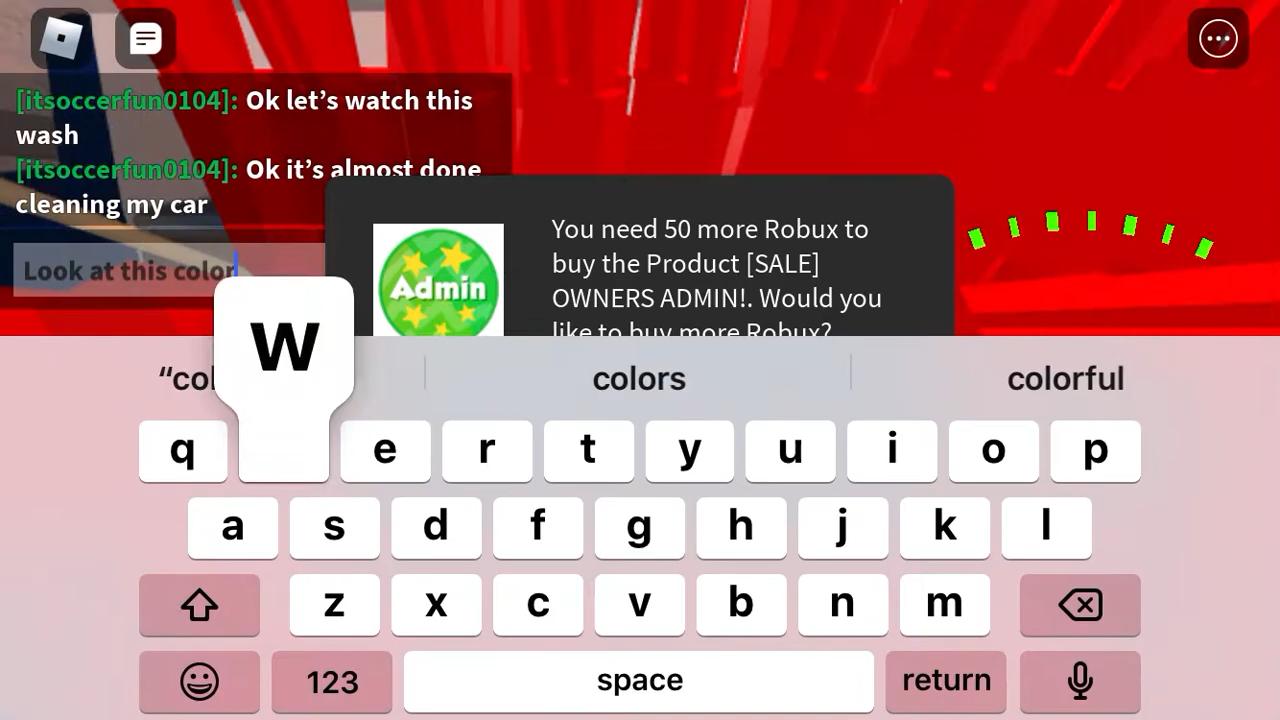 [itsoccerfun0104]: Ok let’s watch this
wash
[itsoccerfun0104]: Ok it’s almost done
cleaning my car
Look at this color
Admin
You need 50 more Robux to
buy the Product [SALE]
OWNERS ADMIN!. Would you
like to buy more Robux?
W
“col
colors
colorful
q e r t y u i o p
a s d f g h j k l
z x c v b n m
123 space return